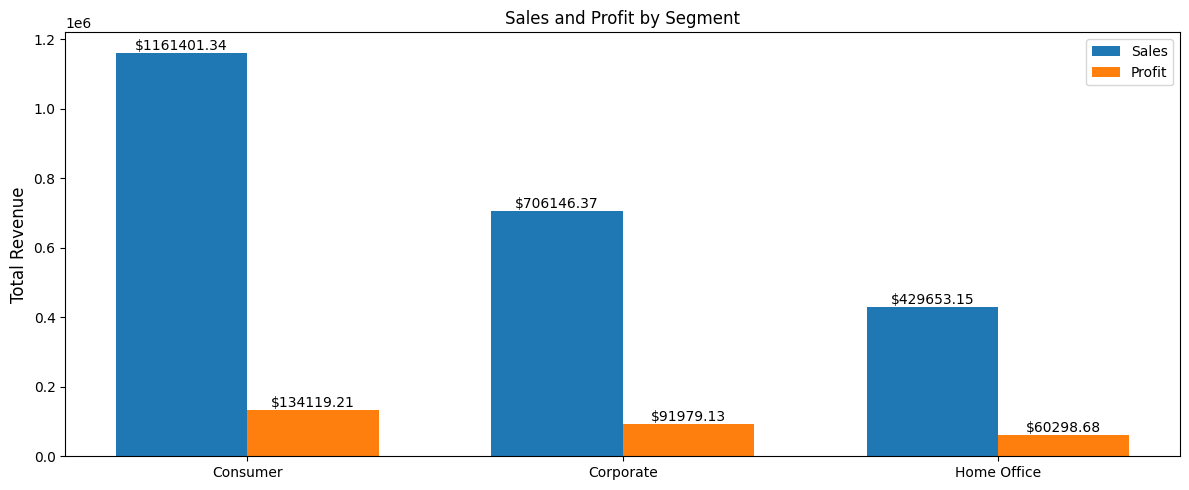 Sales and Profit by Segment
1e6
1.2
1.0
0.8
0.6
0.4
0.2
0.0
Total Revenue
$1161401.34
$134119.21
$706146.37
$91979.13
$429653.15
$60298.68
Sales
Profit
Consumer
Corporate
Home Office